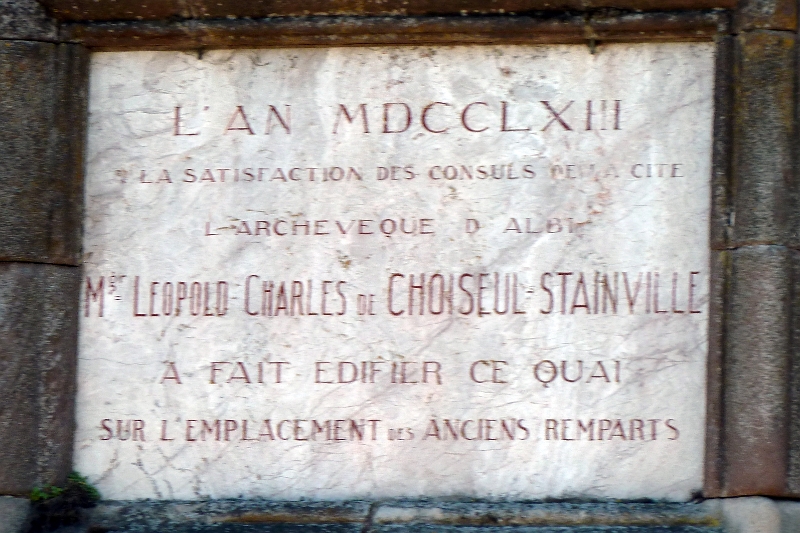 L'AN MDCCLXIII
A LA SATISFACTION DES CONSULS DE LA CITE
L'ARCHEVEQUE D'ALBI
Mgr LEOPOLD-CHARLES DE CHOISEUL-STAINVILLE
A FAIT EDIFIER CE QUAI
SUR L'EMPLACEMENT DES ANCIENS REMPARTS